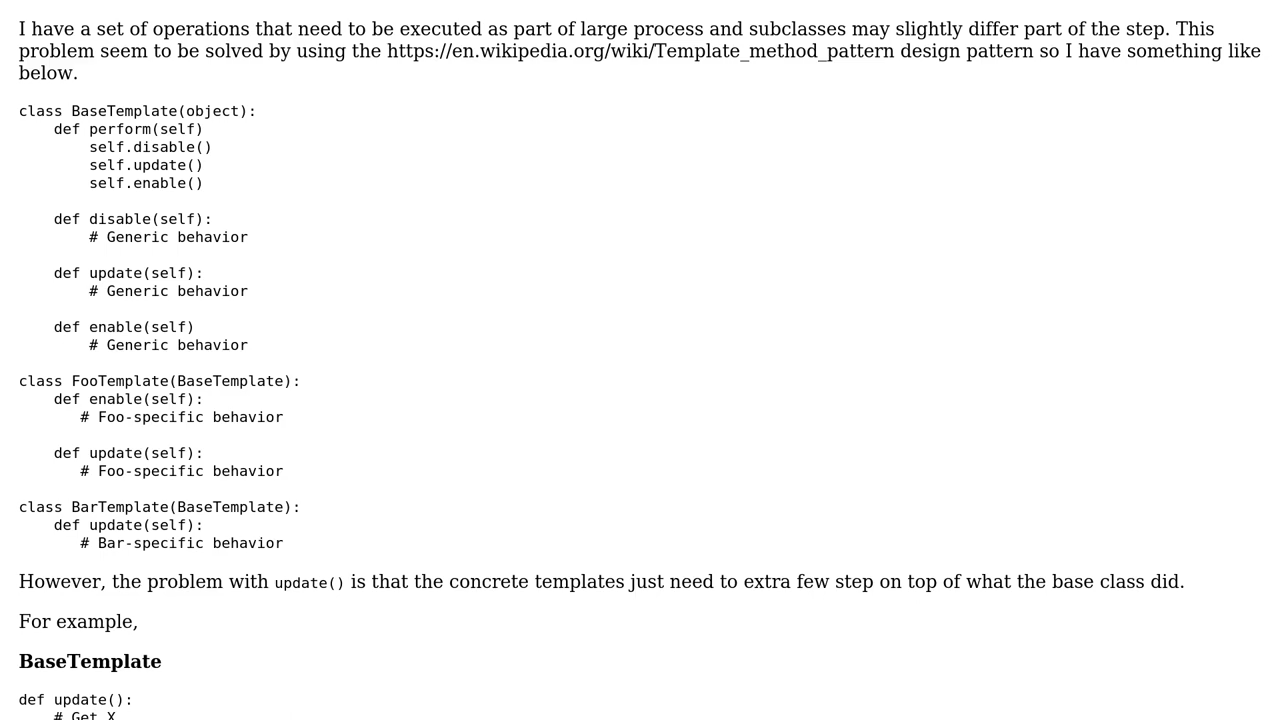 I have a set of operations that need to be executed as part of large process and subclasses may slightly differ part of the step. This
problem seem to be solved by using the https://en.wikipedia.org/wiki/Template_method_pattern design pattern so I have something like
below.
class BaseTemplate(object):
    def perform(self)
        self.disable()
        self.update()
        self.enable()
    def disable(self):
        # Generic behavior
    def update(self):
        # Generic behavior
    def enable(self)
        # Generic behavior
class FooTemplate(BaseTemplate):
    def enable(self):
       # Foo-specific behavior
    def update(self):
       # Foo-specific behavior
class BarTemplate(BaseTemplate):
    def update(self):
       # Bar-specific behavior
However, the problem with update() is that the concrete templates just need to extra few step on top of what the base class did.
For example,
BaseTemplate
def update():
    # Get X